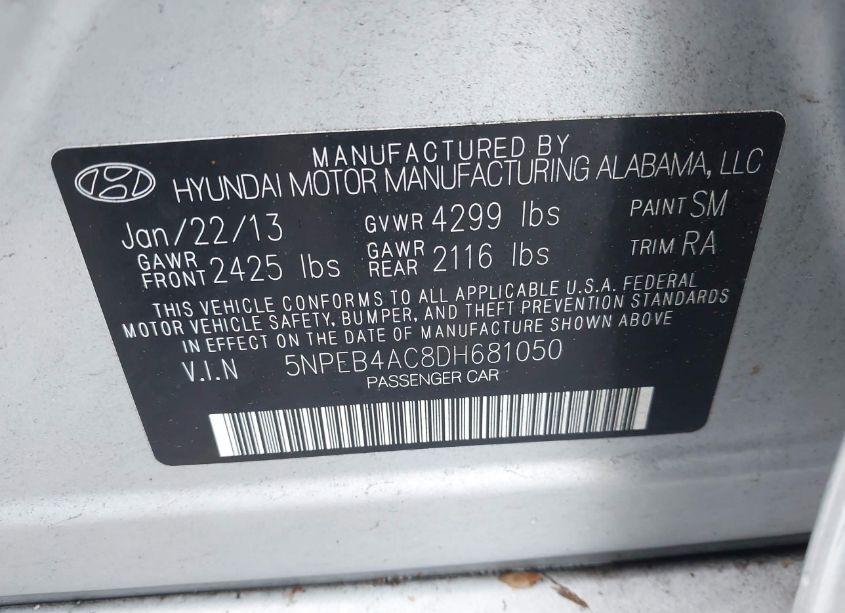 MANUFACTURED BY
HYUNDAI MOTOR MANUFACTURING ALABAMA, LLC
Jan/22/13 GVWR 4299 lbs PAINT SM
GAWR FRONT 2425 lbs GAWR REAR 2116 lbs TRIM RA
THIS VEHICLE CONFORMS TO ALL APPLICABLE U.S.A. FEDERAL
MOTOR VEHICLE SAFETY, BUMPER, AND THEFT PREVENTION STANDARDS
IN EFFECT ON THE DATE OF MANUFACTURE SHOWN ABOVE
V.I.N 5NPEB4AC8DH681050
PASSENGER CAR